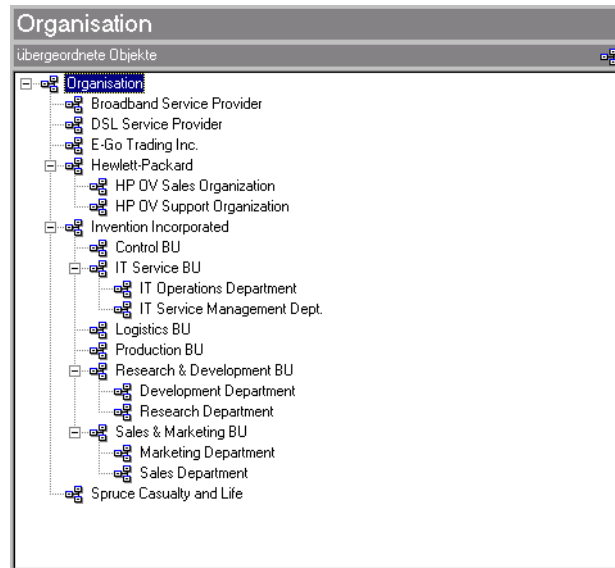 Organisation
übergeordnete Objekte
Organisation
Broadband Service Provider
DSL Service Provider
E-Go Trading Inc.
Hewlett-Packard
HP OV Sales Organization
HP OV Support Organization
Invention Incorporated
Control BU
IT Service BU
IT Operations Department
IT Service Management Dept.
Logistics BU
Production BU
Research & Development BU
Development Department
Research Department
Sales & Marketing BU
Marketing Department
Sales Department
Spruce Casualty and Life